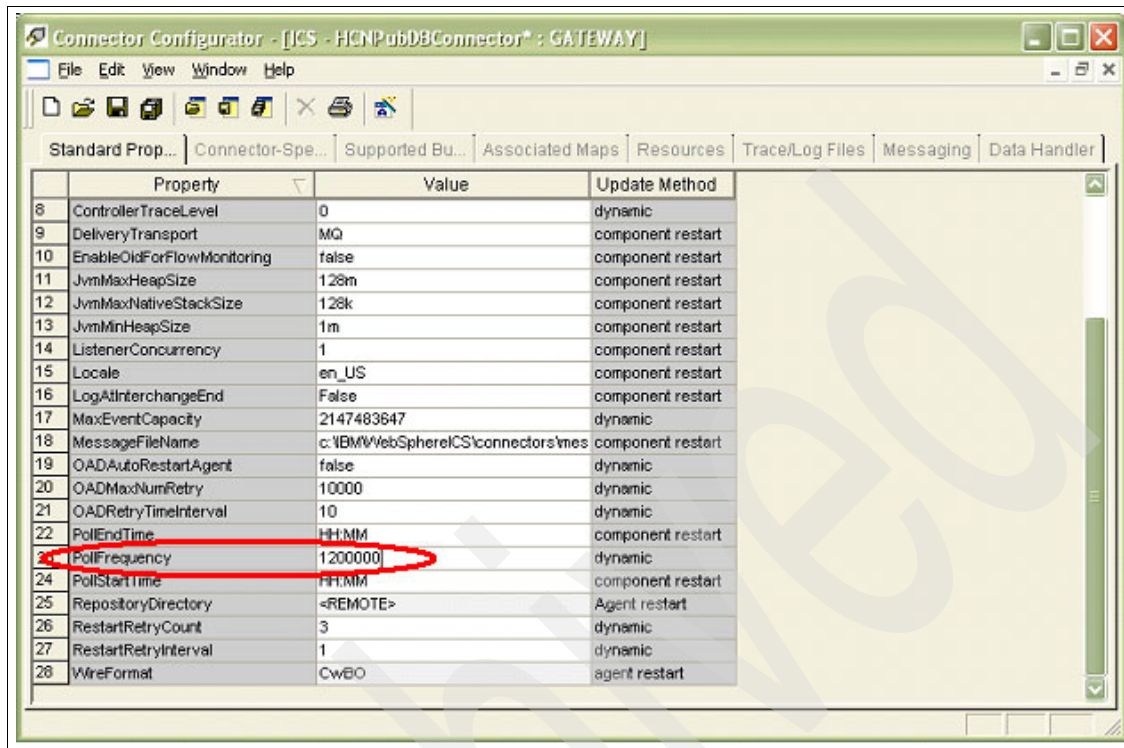 Connector Configurator - [ICS - HCNPubDBConnector* : GATEWAY]
File Edit View Window Help
Standard Prop... Connector-Spe... Supported Bu... Associated Maps Resources Trace/Log Files Messaging Data Handler
Property Value Update Method
8 ControllerTraceLevel 0 dynamic
9 DeliveryTransport MQ component restart
10 EnableOidForFlowMonitoring false component restart
11 JvmMaxHeapSize 128m component restart
12 JvmMaxNativeStackSize 128k component restart
13 JvmMinHeapSize 1m component restart
14 ListenerConcurrency 1 component restart
15 Locale en_US component restart
16 LogAtInterchangeEnd False component restart
17 MaxEventCapacity 2147483647 dynamic
18 MessageFileName c:\IBM\WebSphereICS\connectors\mes component restart
19 OADAutoRestartAgent false dynamic
20 OADMaxNumRetry 10000 dynamic
21 OADRetryTimeInterval 10 dynamic
22 PollEndTime HH:MM component restart
23 PollFrequency 1200000 dynamic
24 PollStartTime HH:MM component restart
25 RepositoryDirectory <REMOTE> Agent restart
26 RestartRetryCount 3 dynamic
27 RestartRetryInterval 1 dynamic
28 WireFormat CwBO agent restart